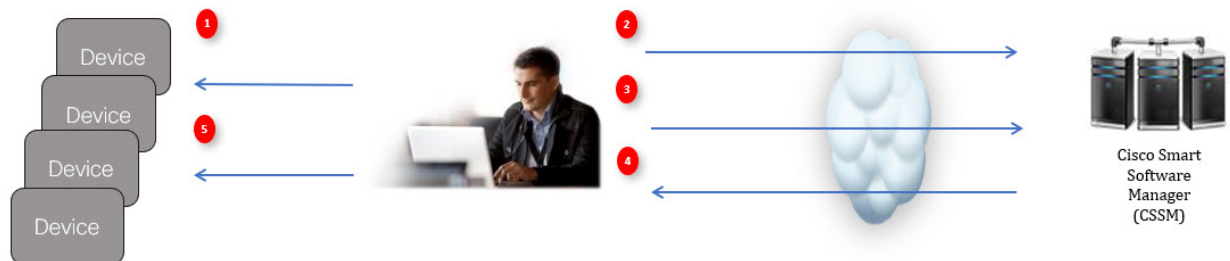 1
2
Device
3
Device
5
4
Device
Device
Cisco Smart
Software
Manager
(CSSM)